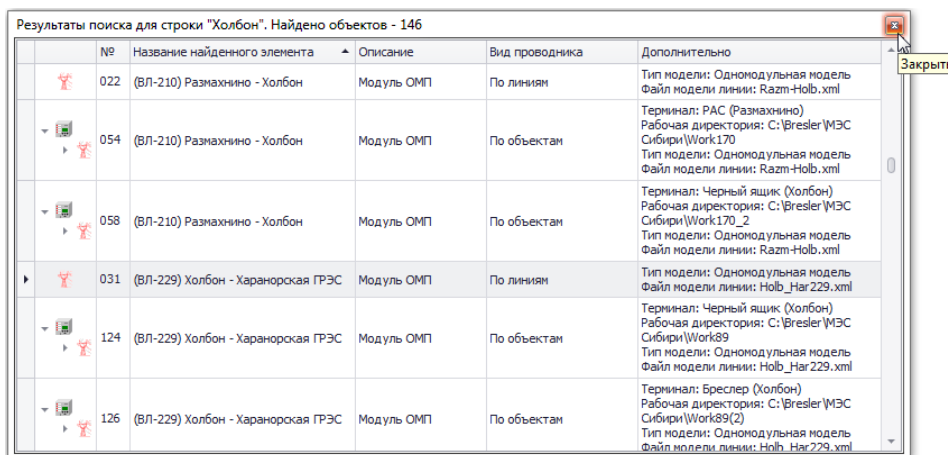 Результаты поиска для строки "Холбон". Найдено объектов - 146
№ Название найденного элемента Описание Вид проводника Дополнительно
Закрыть
022 (ВЛ-210) Размахнино - Холбон Модуль ОМП По линиям Тип модели: Одномодульная модель
Файл модели линии: Razm-Holb.xml
054 (ВЛ-210) Размахнино - Холбон Модуль ОМП По объектам Терминал: РАС (Размахнино)
Рабочая директория: C:\Bresler\МЭС
Сибири\Work170
Тип модели: Одномодульная модель
Файл модели линии: Razm-Holb.xml
058 (ВЛ-210) Размахнино - Холбон Модуль ОМП По объектам Терминал: Черный ящик (Холбон)
Рабочая директория: C:\Bresler\МЭС
Сибири\Work170_2
Тип модели: Одномодульная модель
Файл модели линии: Razm-Holb.xml
031 (ВЛ-229) Холбон - Харанорская ГРЭС Модуль ОМП По линиям Тип модели: Одномодульная модель
Файл модели линии: Holb_Har229.xml
124 (ВЛ-229) Холбон - Харанорская ГРЭС Модуль ОМП По объектам Терминал: Черный ящик (Холбон)
Рабочая директория: C:\Bresler\МЭС
Сибири\Work89
Тип модели: Одномодульная модель
Файл модели линии: Holb_Har229.xml
126 (ВЛ-229) Холбон - Харанорская ГРЭС Модуль ОМП По объектам Терминал: Бреслер (Холбон)
Рабочая директория: C:\Bresler\МЭС
Сибири\Work89(2)
Тип модели: Одномодульная модель
Файл модели линии: Holb_Har229.xml